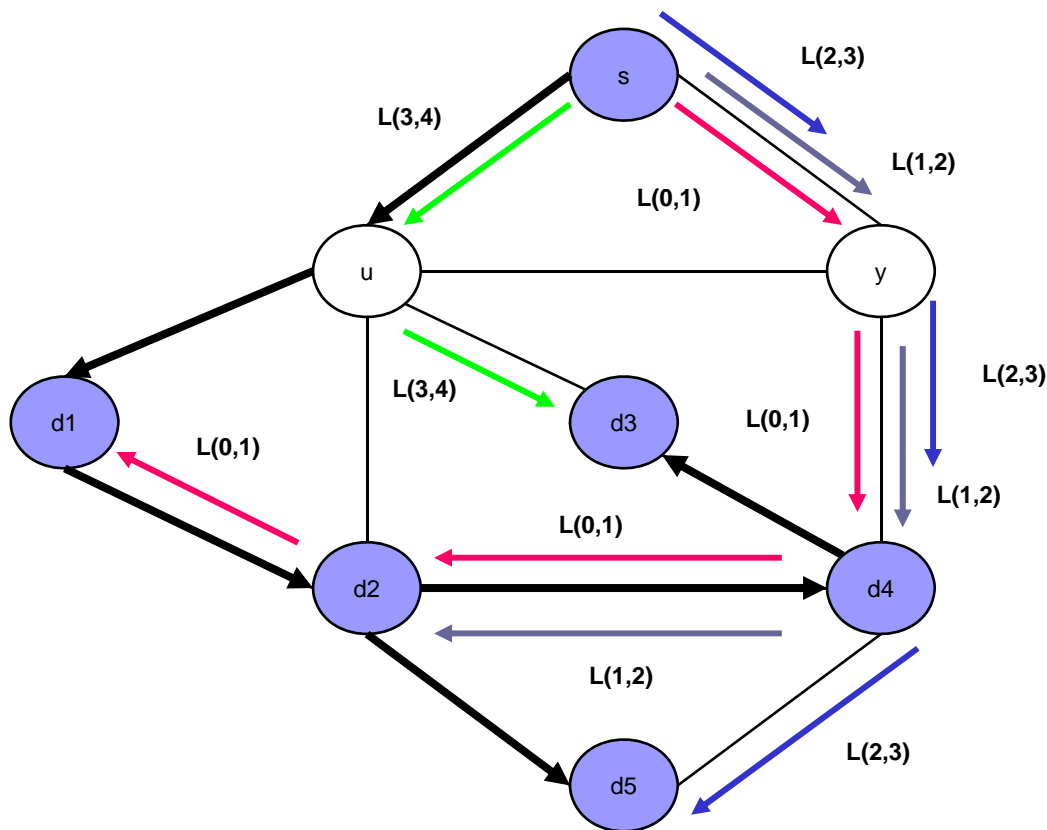 L(2,3)
s
L(3,4)
L(1,2)
L(0,1)
u
y
L(2,3)
L(3,4)
d1
d3
L(0,1)
L(0,1)
L(1,2)
L(0,1)
d2
d4
L(1,2)
L(2,3)
d5